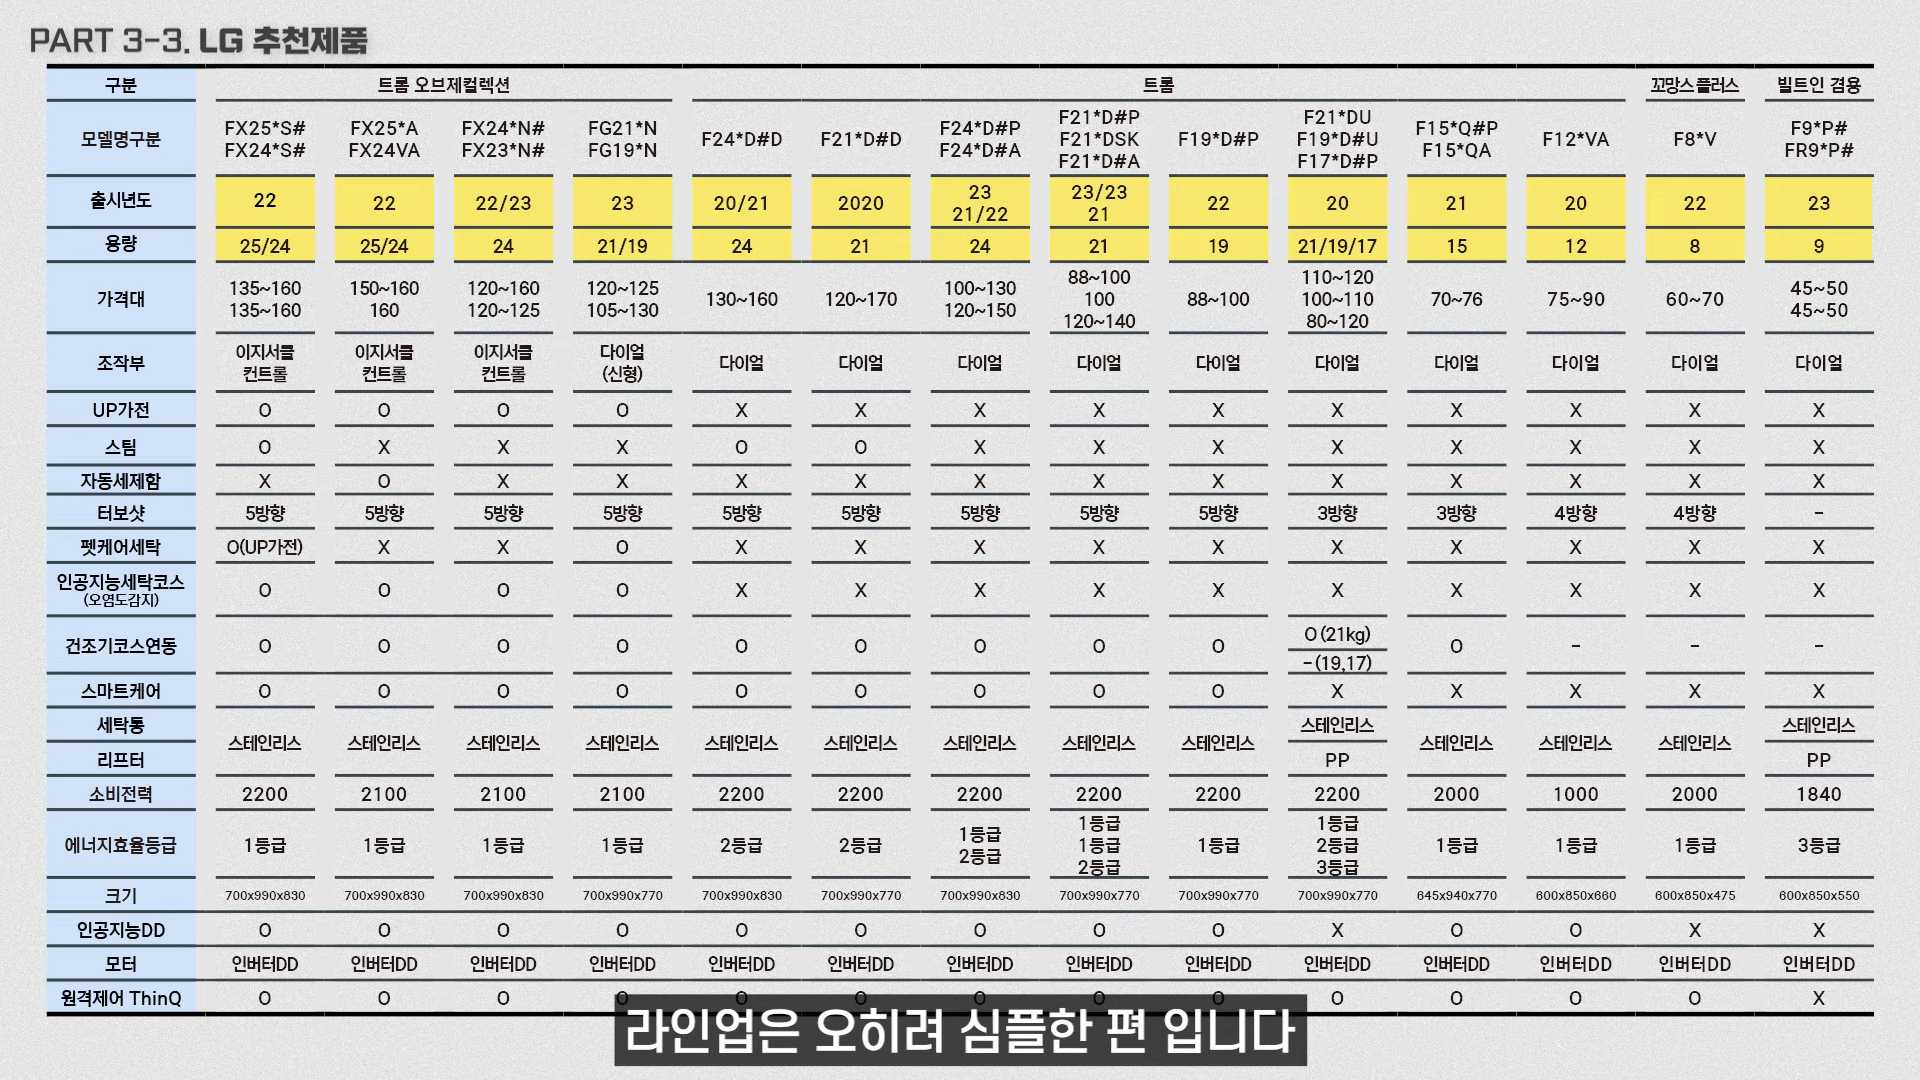 PART 3-3. LG 추천제품
구분 트롬 오브제컬렉션 트롬 꼬망스 플러스 빌트인 겸용
모델명구분 FX25*S# FX24*S# FX25*A FX24VA FX24*N# FX23*N# FG21*N FG19*N F24*D#D F21*D#D F24*D#P F24*D#A F21*D#P F21*DSK F21*D#A F19*D#P F21*DU F19*D#U F17*D#P F15*Q#P F15*QA F12*VA F8*V F9*P# FR9*P#
출시년도 22 22 22/23 23 20/21 2020 23 21/22 23/23 21 22 20 21 20 22 23
용량 25/24 25/24 24 21/19 24 21 24 21 19 21/19/17 15 12 8 9
가격대 135~160 135~160 150~160 160 120~160 120~125 120~125 105~130 130~160 120~170 100~130 120~150 88~100 100 120~140 88~100 110~120 100~110 80~120 70~76 75~90 60~70 45~50 45~50
조작부 이지서클 컨트롤 이지서클 컨트롤 이지서클 컨트롤 다이얼 (신형) 다이얼 다이얼 다이얼 다이얼 다이얼 다이얼 다이얼 다이얼 다이얼 다이얼
UP가전 O O O O X X X X X X X X X X
스팀 O X X X O O X X X X X X X X
자동세제함 X O X X X X X X X X X X X X
터보샷 5방향 5방향 5방향 5방향 5방향 5방향 5방향 5방향 5방향 3방향 3방향 4방향 4방향 -
펫케어세탁 O(UP가전) X X O X X X X X X X X X X
인공지능세탁코스 (오염도감지) O O O O X X X X X X X X X X
건조기코스연동 O O O O O O O O O O(21kg) -(19,17) O - - -
스마트케어 O O O O O O O O O X X X X X
세탁통 리프터 스테인리스 스테인리스 스테인리스 스테인리스 스테인리스 스테인리스 스테인리스 스테인리스 스테인리스 스테인리스 PP 스테인리스 스테인리스 스테인리스 스테인리스 PP
소비전력 2200 2100 2100 2100 2200 2200 2200 2200 2200 2200 2000 1000 2000 1840
에너지효율등급 1등급 1등급 1등급 1등급 2등급 2등급 1등급 2등급 1등급 1등급 2등급 1등급 1등급 2등급 3등급 1등급 1등급 1등급 3등급
크기 700x990x830 700x990x830 700x990x830 700x990x770 700x990x830 700x990x770 700x990x830 700x990x770 700x990x770 700x990x770 645x940x770 600x850x660 600x850x475 600x850x550
인공지능DD O O O O O O O O O X O O X X
모터 인버터DD 인버터DD 인버터DD 인버터DD 인버터DD 인버터DD 인버터DD 인버터DD 인버터DD 인버터DD 인버터DD 인버터DD 인버터DD 인버터DD
원격제어 ThinQ O O O O O O O O O O O O O X
라인업은 오히려 심플한 편 입니다